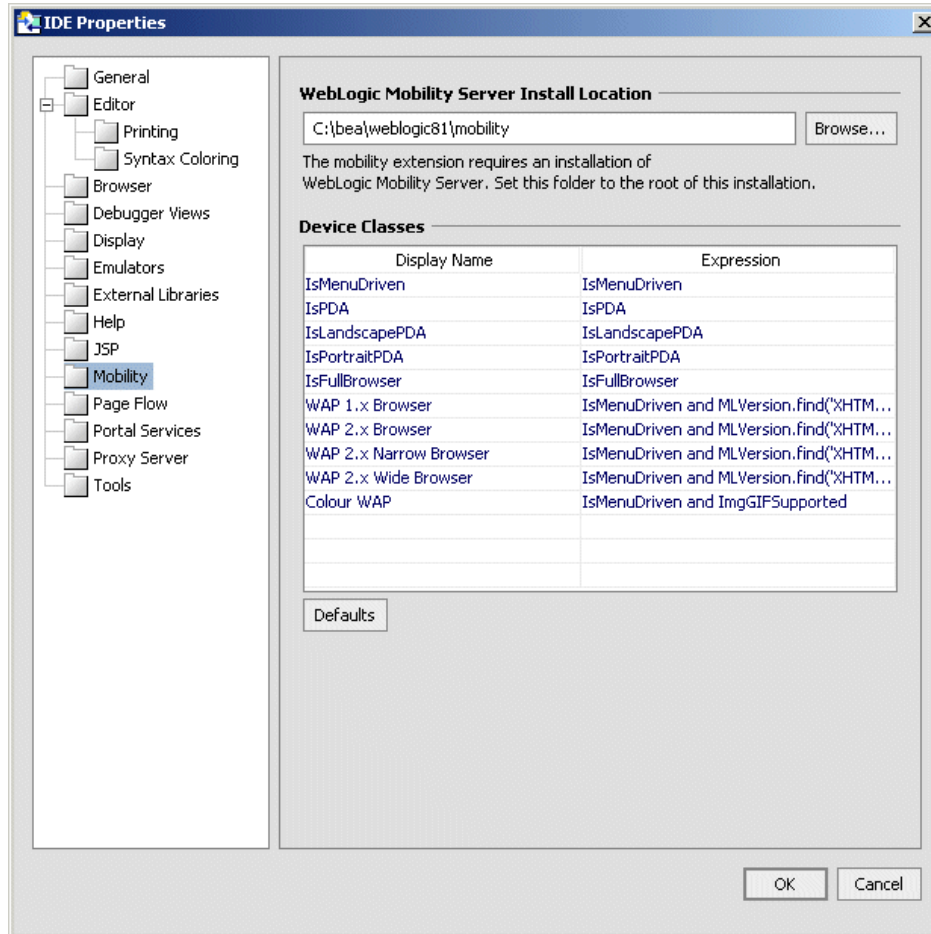 IDE Properties
General
Editor
Printing
Syntax Coloring
Browser
Debugger Views
Display
Emulators
External Libraries
Help
JSP
Mobility
Page Flow
Portal Services
Proxy Server
Tools
WebLogic Mobility Server Install Location
C:\bea\weblogic81\mobility Browse...
The mobility extension requires an installation of
WebLogic Mobility Server. Set this folder to the root of this installation.
Device Classes
Display Name Expression
IsMenuDriven IsMenuDriven
IsPDA IsPDA
IsLandscapePDA IsLandscapePDA
IsPortraitPDA IsPortraitPDA
IsFullBrowser IsFullBrowser
WAP 1.x Browser IsMenuDriven and MLVersion.find('XHTM...
WAP 2.x Browser IsMenuDriven and MLVersion.find('XHTM...
WAP 2.x Narrow Browser IsMenuDriven and MLVersion.find('XHTM...
WAP 2.x Wide Browser IsMenuDriven and MLVersion.find('XHTM...
Colour WAP IsMenuDriven and ImgGIFSupported
Defaults
OK Cancel